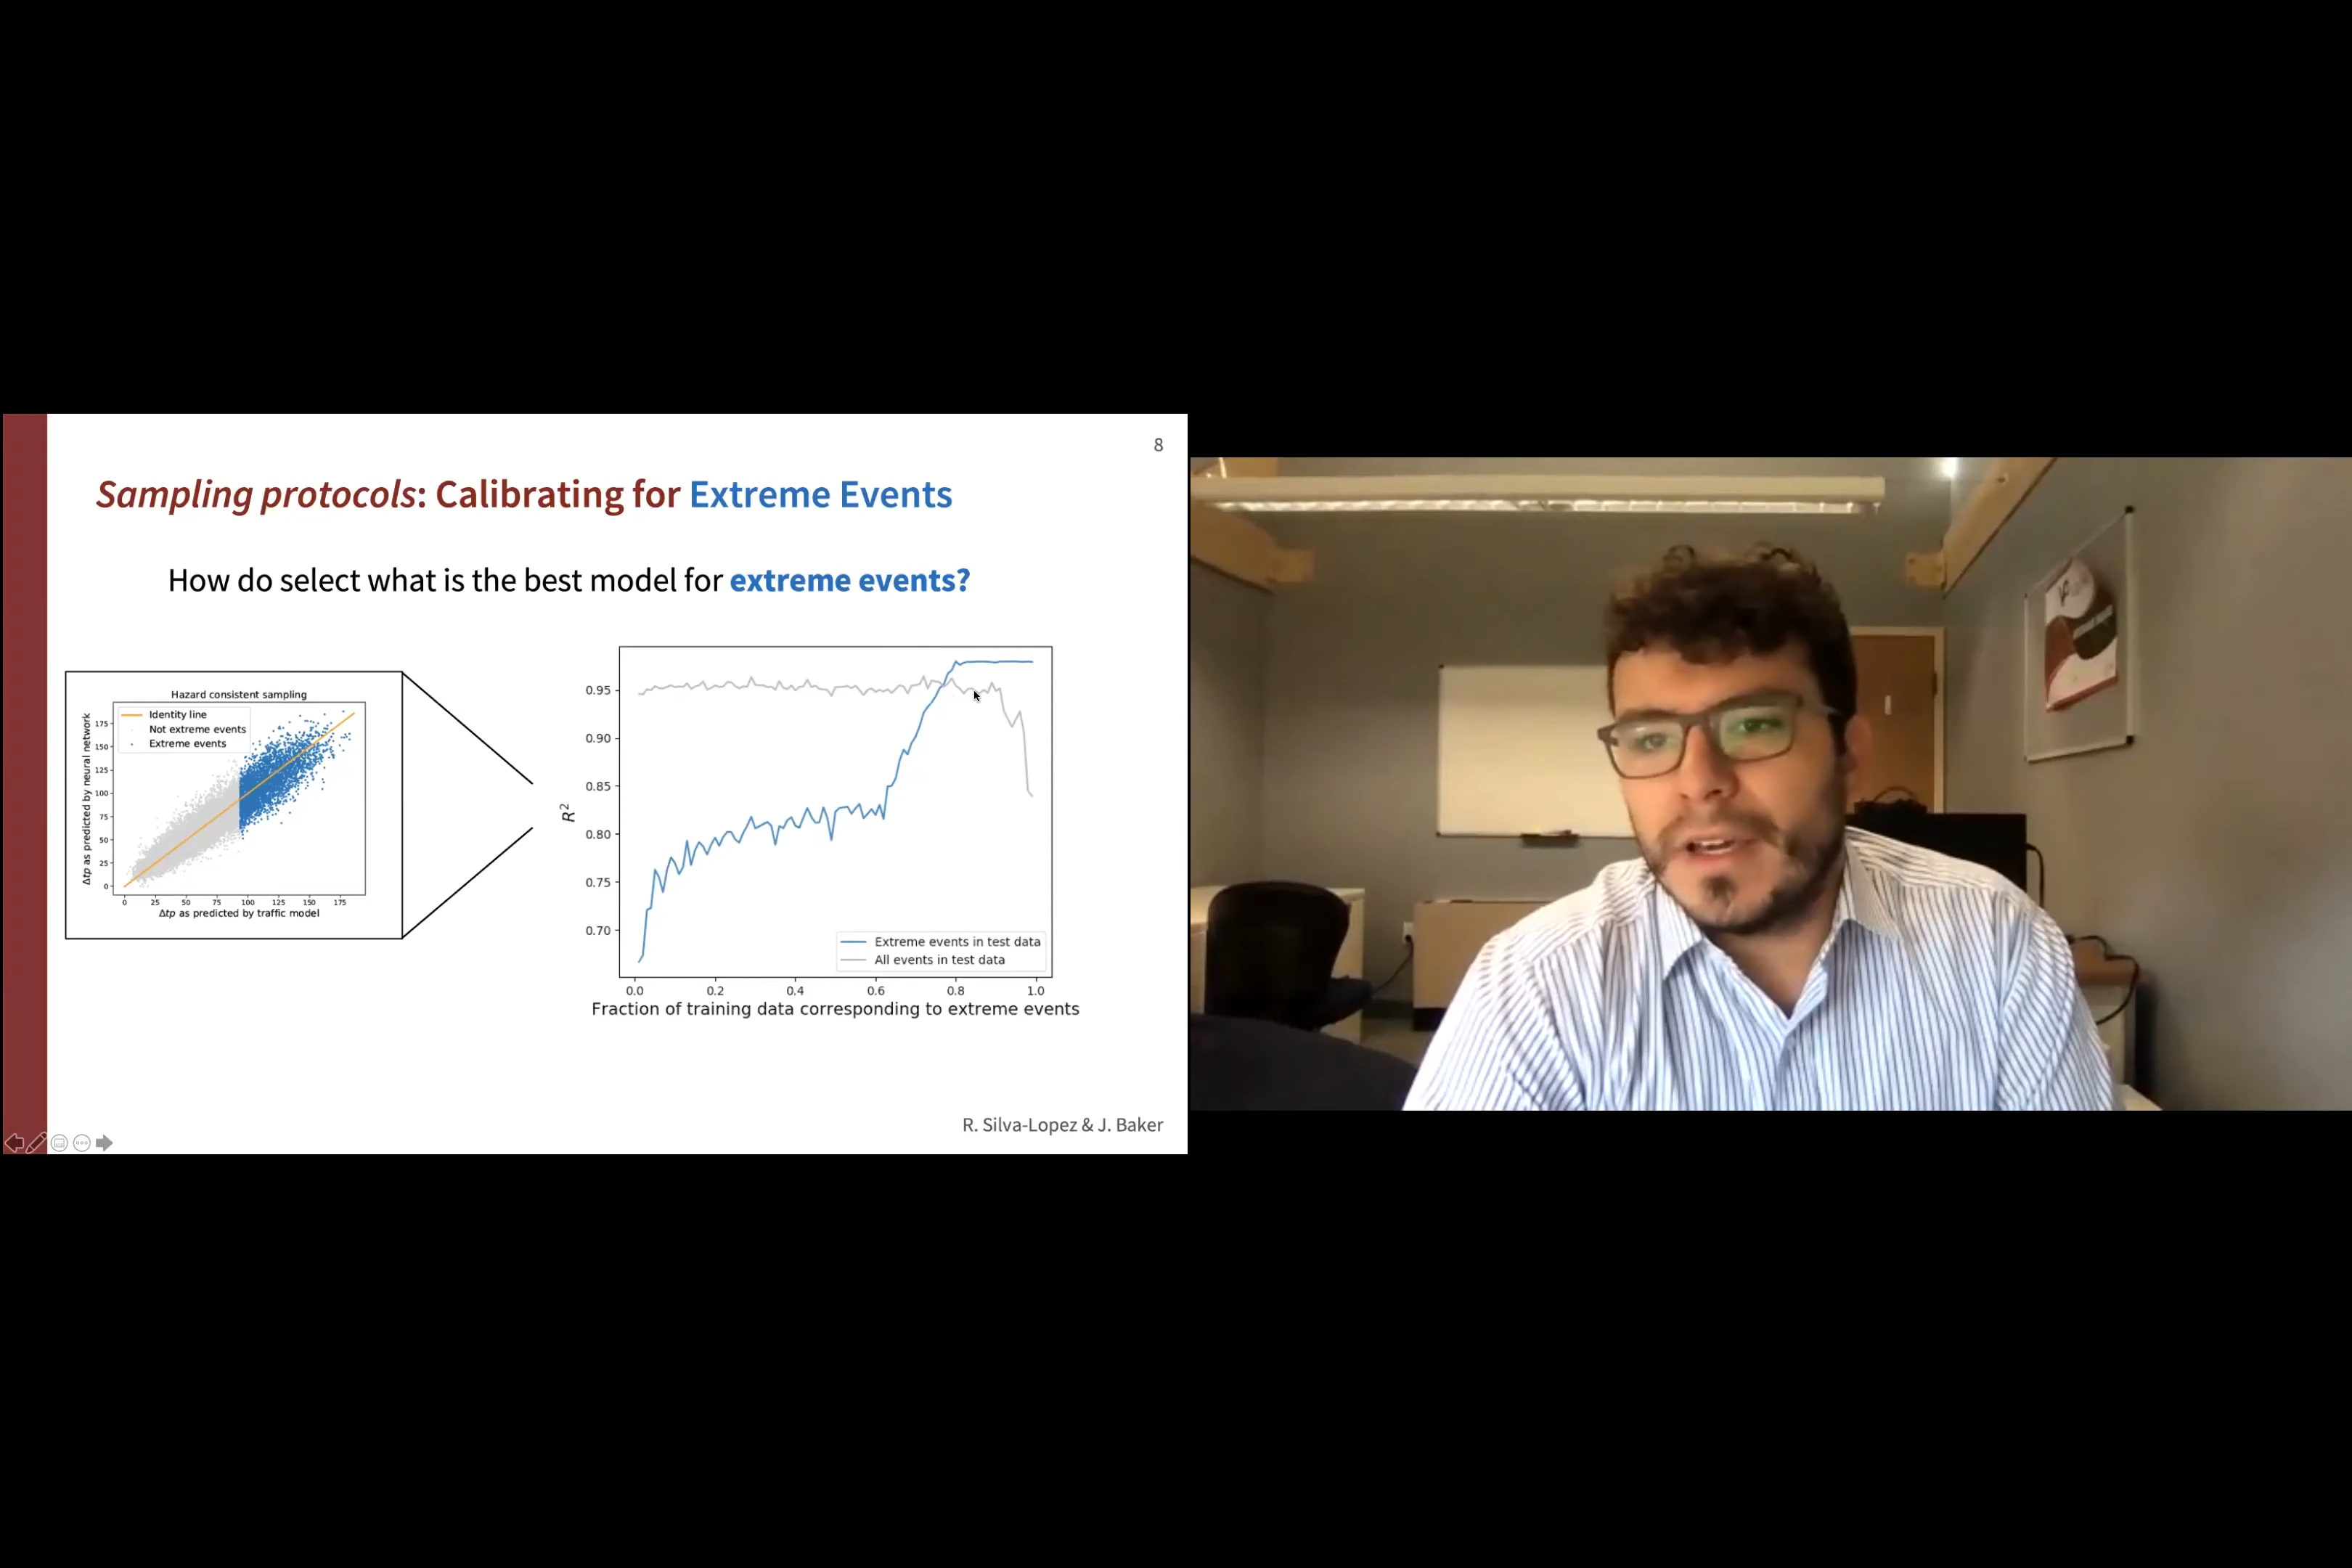 8
Sampling protocols: Calibrating for Extreme Events
How do select what is the best model for extreme events?
Hazard consistent sampling
Identity line
Not extreme events
Extreme events
Δtp as predicted by neural network
175
150
125
100
75
50
25
0
0 25 50 75 100 125 150 175
Δtp as predicted by traffic model
R²
0.95
0.90
0.85
0.80
0.75
0.70
Extreme events in test data
All events in test data
0.0 0.2 0.4 0.6 0.8 1.0
Fraction of training data corresponding to extreme events
R. Silva-Lopez & J. Baker